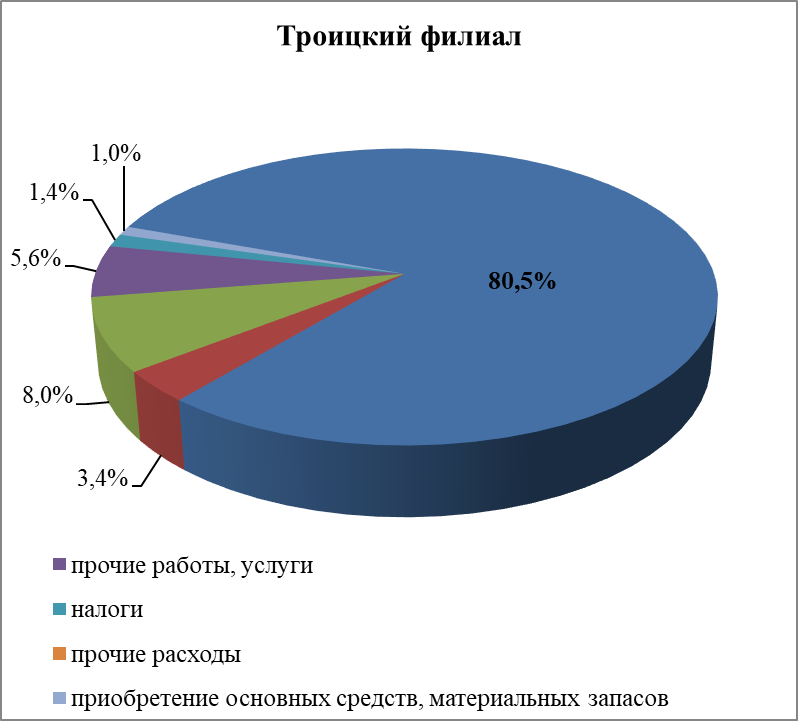 Троицкий филиал
1,0%
1,4%
5,6%
80,5%
8,0%
3,4%
прочие работы, услуги
налоги
прочие расходы
приобретение основных средств, материальных запасов